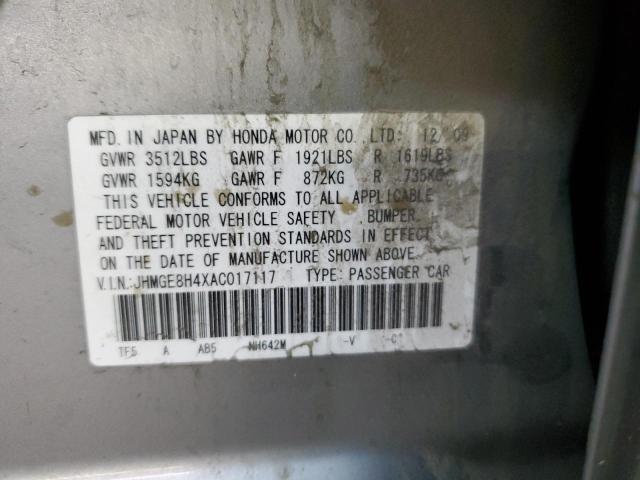 MFD. IN JAPAN BY HONDA MOTOR CO., LTD. 12/09
GVWR 3512LBS GAWR F 1921LBS R 1619LBS
GVWR 1594KG GAWR F 872KG R 735KG
THIS VEHICLE CONFORMS TO ALL APPLICABLE
FEDERAL MOTOR VEHICLE SAFETY, BUMPER,
AND THEFT PREVENTION STANDARDS IN EFFECT
ON THE DATE OF MANUFACTURE SHOWN ABOVE.
V.I.N.:JHMGE8H4XAC017117 TYPE: PASSENGER CAR
TF5 A AB5 NH642M -V -C